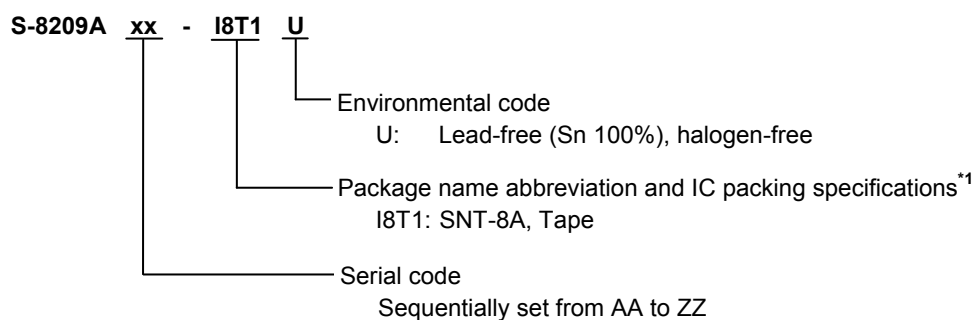 S-8209A xx - I8T1 U
Environmental code
U: Lead-free (Sn 100%), halogen-free
Package name abbreviation and IC packing specifications*1
I8T1: SNT-8A, Tape
Serial code
Sequentially set from AA to ZZ